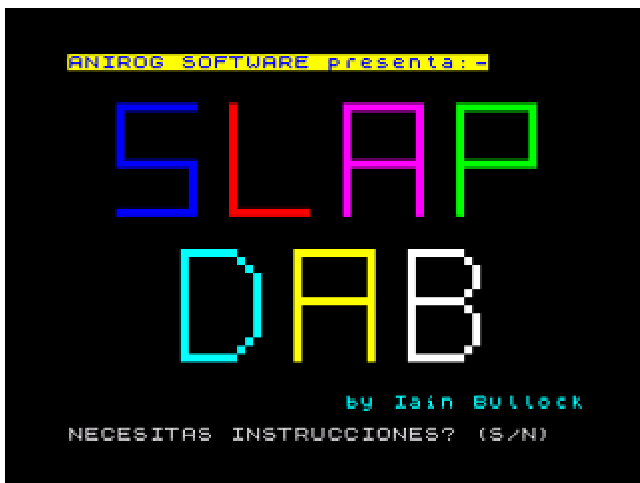 ANIROG SOFTWARE presenta:-
SLAP
DAB
by Iain Bullock
NECESITAS INSTRUCCIONES? (S/N)